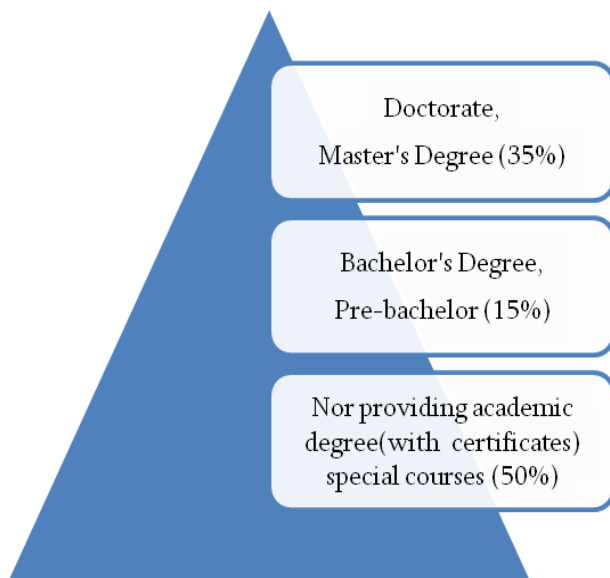 Doctorate,
Master's Degree (35%)
Bachelor's Degree,
Pre-bachelor (15%)
Nor providing academic
degree(with certificates)
special courses (50%)